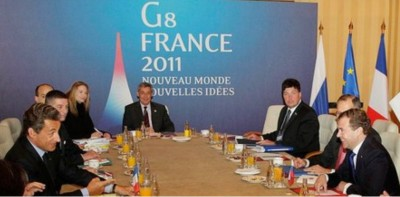 G8
FRANCE
2011
NOUVEAU MONDE
NOUVELLES IDÉES